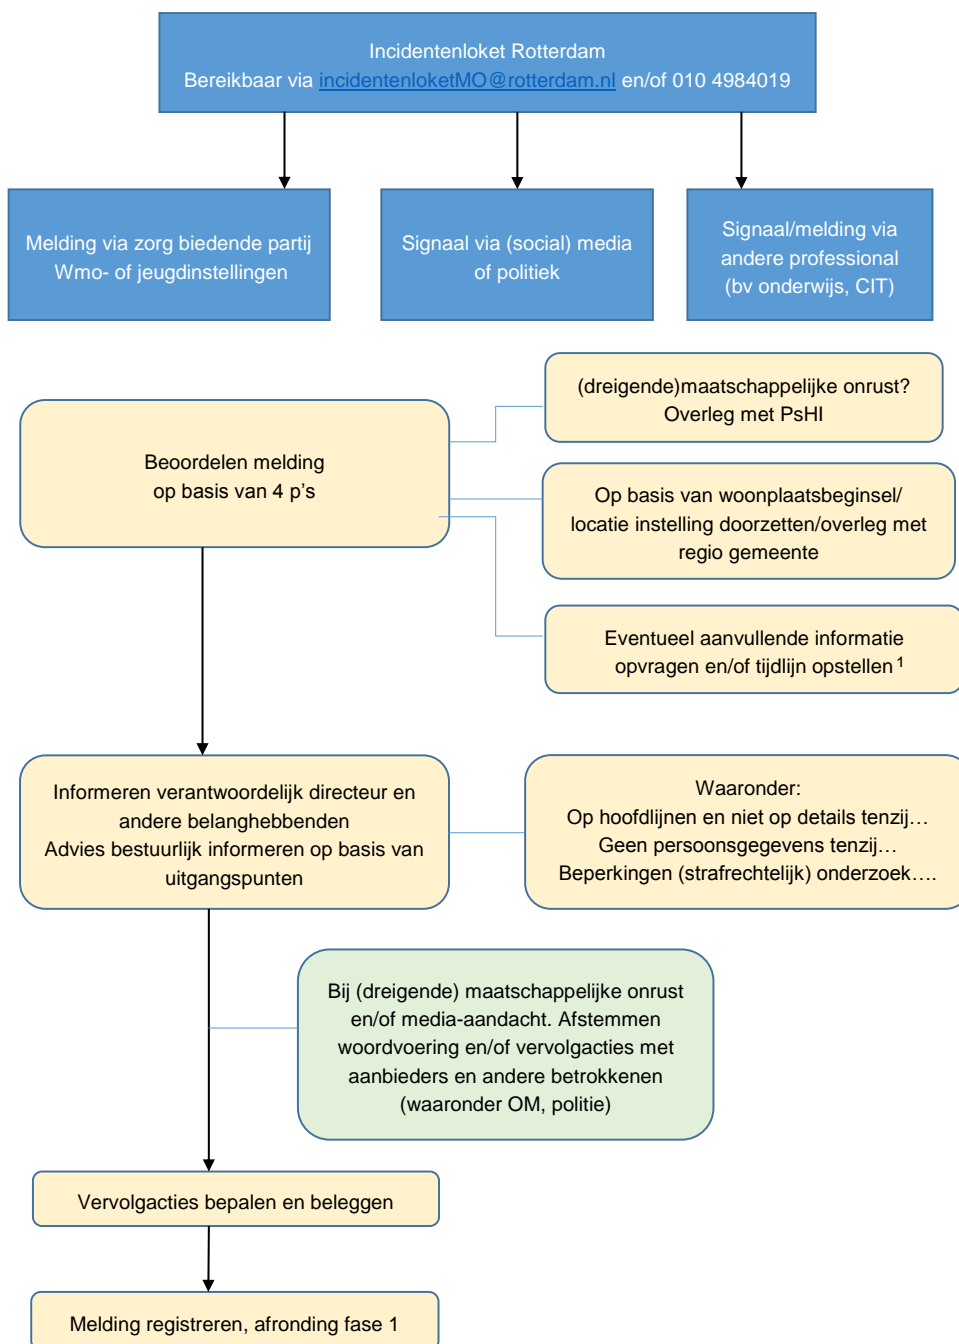 Incidentenloket Rotterdam
Bereikbaar via incidentenloketMO@rotterdam.nl en/of 010 4984019
Melding via zorg biedende partij
Wmo- of jeugdinstellingen
Signaal via (social) media
of politiek
Signaal/melding via
andere professional
(bv onderwijs, CIT)
(dreigende)maatschappelijke onrust?
Overleg met PsHI
Beoordelen melding
op basis van 4 p’s
Op basis van woonplaatsbeginsel/
locatie instelling doorzetten/overleg met
regio gemeente
Eventueel aanvullende informatie
opvragen en/of tijdlijn opstellen 1
Informeren verantwoordelijk directeur en
andere belanghebbenden
Advies bestuurlijk informeren op basis van
uitgangspunten
Waaronder:
Op hoofdlijnen en niet op details tenzij…
Geen persoonsgegevens tenzij…
Beperkingen (strafrechtelijk) onderzoek….
Bij (dreigende) maatschappelijke onrust
en/of media-aandacht. Afstemmen
woordvoering en/of vervolgacties met
aanbieders en andere betrokkenen
(waaronder OM, politie)
Vervolgacties bepalen en beleggen
Melding registreren, afronding fase 1